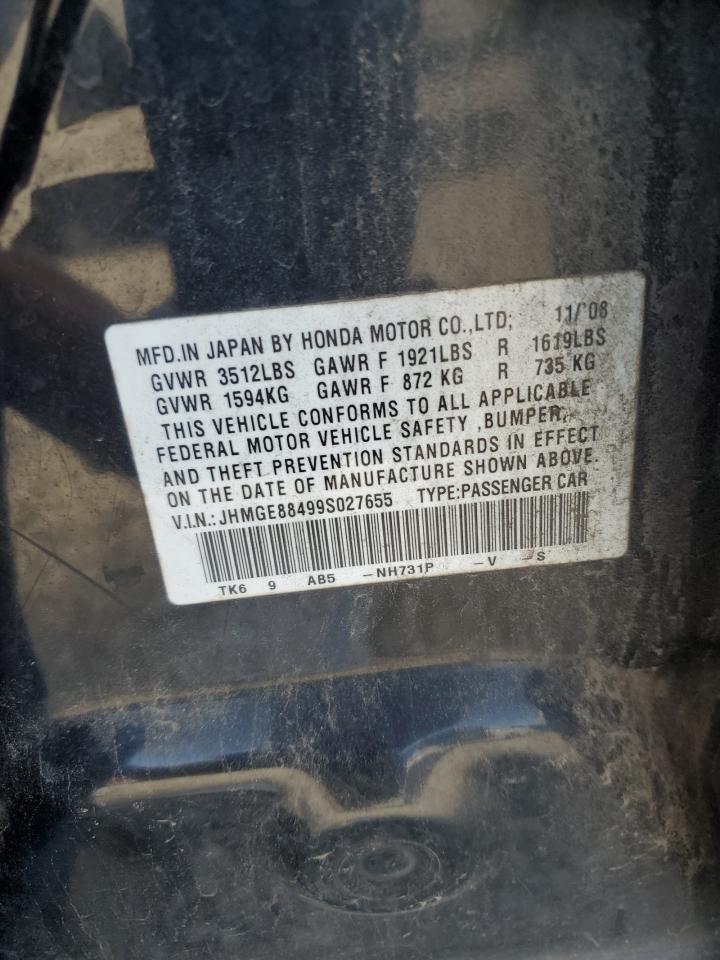 MFD.IN JAPAN BY HONDA MOTOR CO.,LTD; 11/'08
GVWR 3512LBS GAWR F 1921LBS R 1619LBS
GVWR 1594KG GAWR F 872 KG R 735 KG
THIS VEHICLE CONFORMS TO ALL APPLICABLE
FEDERAL MOTOR VEHICLE SAFETY ,BUMPER,
AND THEFT PREVENTION STANDARDS IN EFFECT
ON THE DATE OF MANUFACTURE SHOWN ABOVE.
V.I.N.: JHMGE88499S027655 TYPE:PASSENGER CAR
TK6 9 AB5 -NH731P -V -S